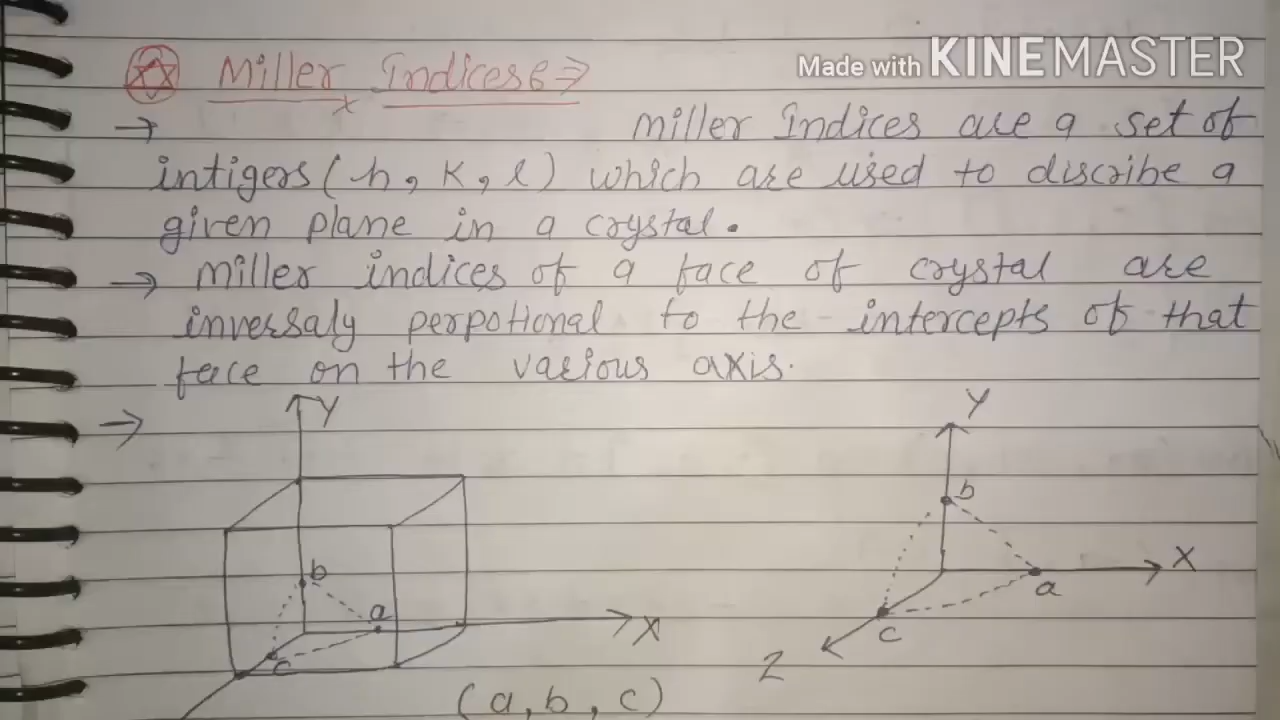 Made with KINEMASTER
Miller Indices ⇒
→ Miller Indices are a set of
intigers (h, K, l) which are used to discribe a
given plane in a crystal.
→ Miller indices of a face of crystal are
inversaly perpotional to the intercepts of that
face on the various axis.
→ Y
Y
b
b
X
a
a
X
c
c
Z
(a, b, c)